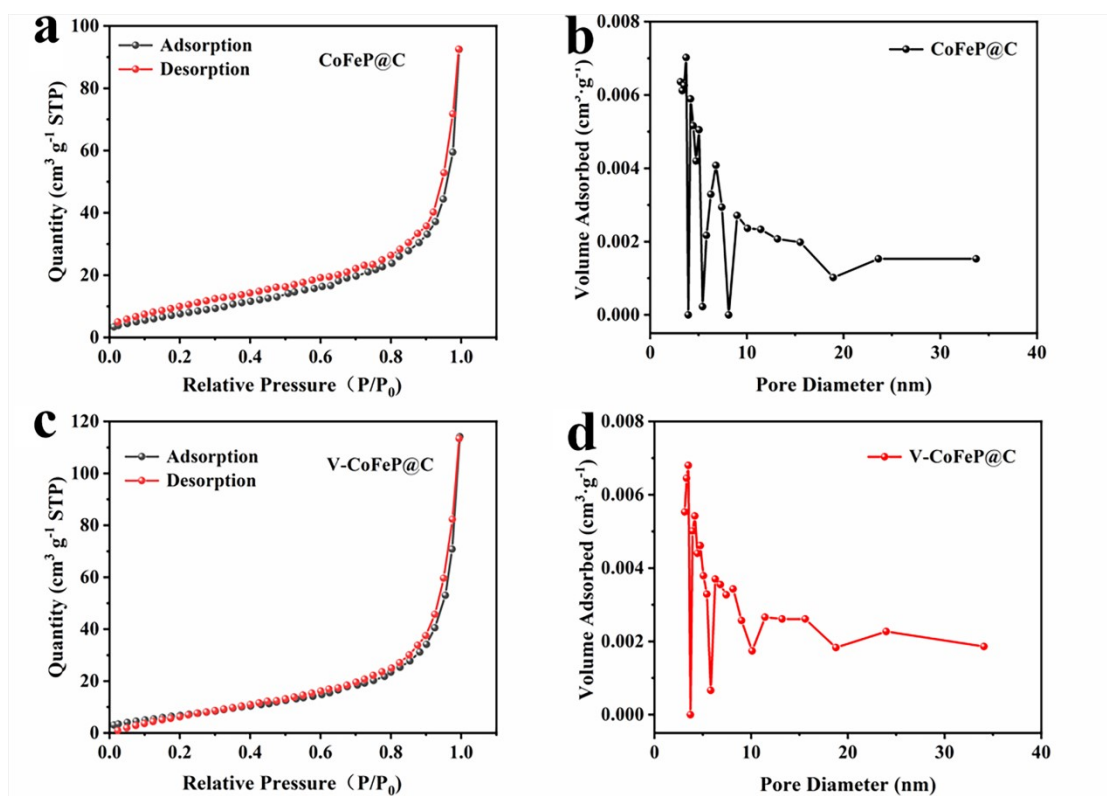 a
Adsorption
Desorption
CoFeP@C
Quantity (cm³ g⁻¹ STP)
100
80
60
40
20
0
0.0 0.2 0.4 0.6 0.8 1.0
Relative Pressure（P/P₀)
b
CoFeP@C
Volume Adsorbed (cm³·g⁻¹)
0.008
0.006
0.004
0.002
0.000
0 10 20 30 40
Pore Diameter (nm)
c
Adsorption
Desorption
V-CoFeP@C
Quantity (cm³ g⁻¹ STP)
120
100
80
60
40
20
0
0.0 0.2 0.4 0.6 0.8 1.0
Relative Pressure（P/P₀)
d
V-CoFeP@C
Volume Adsorbed (cm³·g⁻¹)
0.008
0.006
0.004
0.002
0.000
0 10 20 30 40
Pore Diameter (nm)